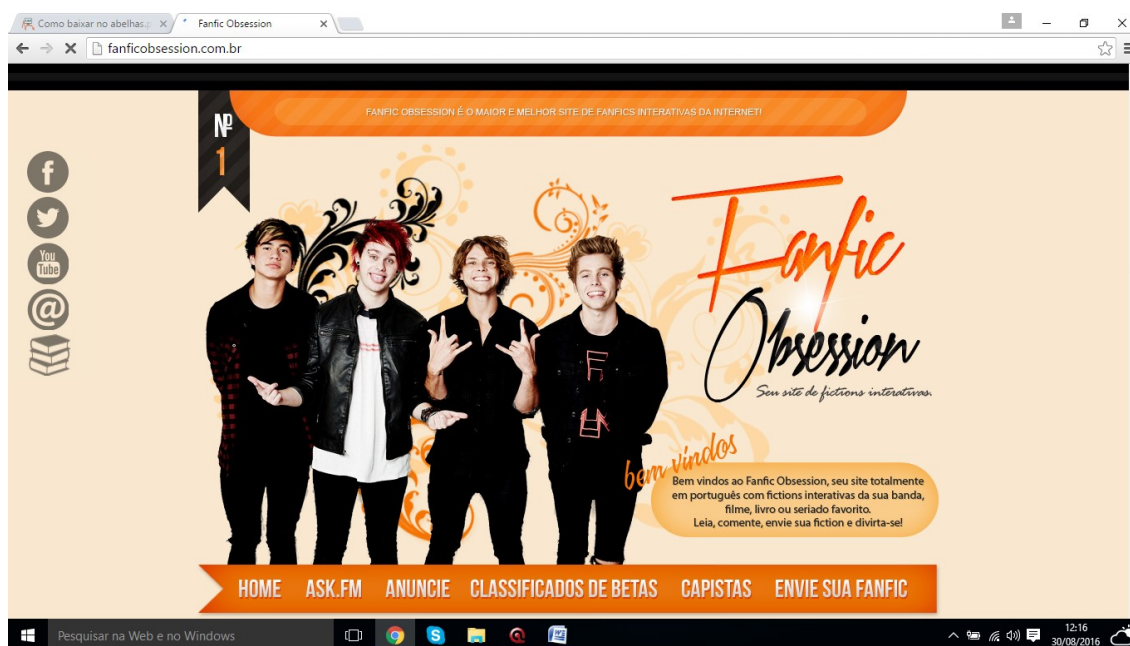 Como baixar no abelhas.p
Fanfic Obsession
fanficobsession.com.br
FANFIC OBSESSION É O MAIOR E MELHOR SITE DE FANFICS INTERATIVAS DA INTERNET!
Nº
1
f
You
Tube
@
Fanfic
Obsession
Seu site de fictions interativas.
bem vindos
Bem vindos ao Fanfic Obsession, seu site totalmente
em português com fictions interativas da sua banda,
filme, livro ou seriado favorito.
Leia, comente, envie sua fiction e divirta-se!
HOME ASK.FM ANUNCIE CLASSIFICADOS DE BETAS CAPISTAS ENVIE SUA FANFIC
Pesquisar na Web e no Windows
12:16
30/08/2016